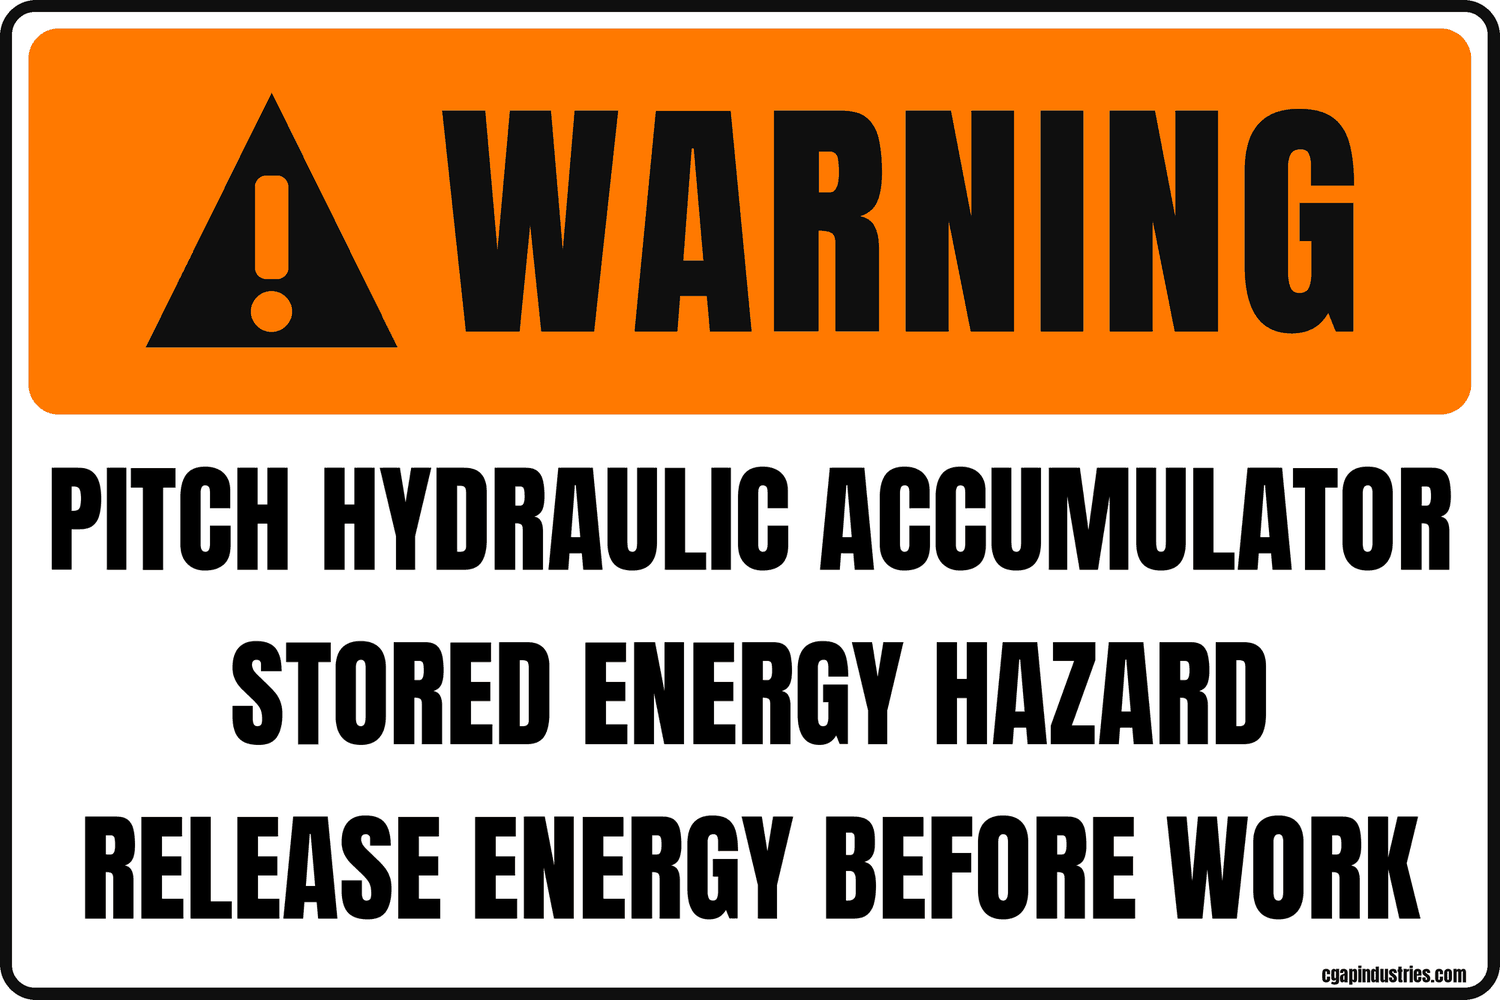 WARNING
PITCH HYDRAULIC ACCUMULATOR
STORED ENERGY HAZARD
RELEASE ENERGY BEFORE WORK
cgapindustries.com